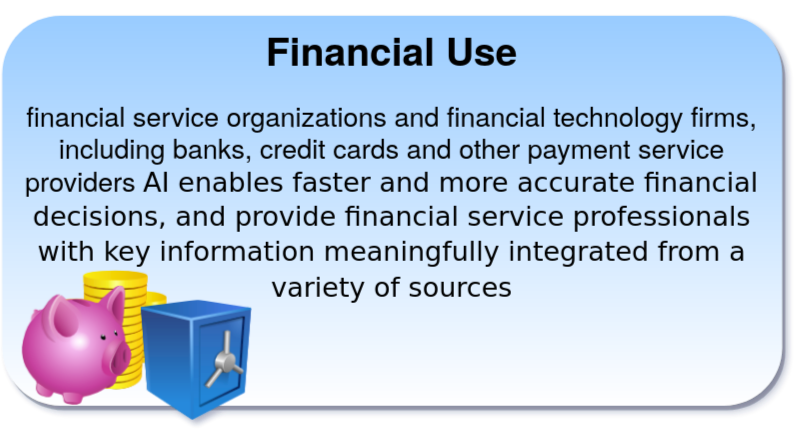 Financial Use
financial service organizations and financial technology firms,
including banks, credit cards and other payment service
providers AI enables faster and more accurate financial
decisions, and provide financial service professionals
with key information meaningfully integrated from a
variety of sources